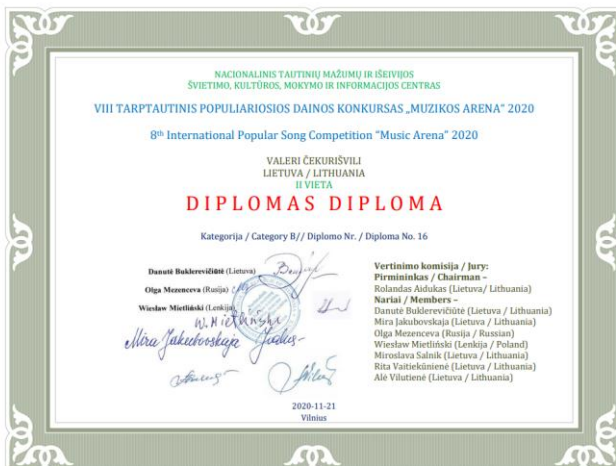 NACIONALINIS TAUTINIŲ MAŽUMŲ IR IŠEIVIJOS
ŠVIETIMO, KULTŪROS, MOKYMO IR INFORMACIJOS CENTRAS
VIII TARPTAUTINIS POPULIARIOSIOS DAINOS KONKURSAS „MUZIKOS ARENA" 2020
8th International Popular Song Competition "Music Arena" 2020
VALERI ČEKURIŠVILI
LIETUVA / LITHUANIA
II VIETA
DIPLOMAS DIPLOMA
Kategorija / Category B// Diplomo Nr. / Diploma No. 16
Danutė Buklerevičiūtė (Lietuva)
Olga Mezenceva (Rusija)
Wiesław Mietliński (Lenkija)
W. Mietliński
Mira Jakubovskaja
Vertinimo komisija / Jury:
Pirmininkas / Chairman –
Rolandas Aidukas (Lietuva/ Lithuania)
Nariai / Members –
Danutė Buklerevičiūtė (Lietuva / Lithuania)
Mira Jakubovskaja (Lietuva / Lithuania)
Olga Mezenceva (Rusija / Russian)
Wiesław Mietliński (Lenkija / Poland)
Miroslava Salnik (Lietuva / Lithuania)
Rita Vaitiekūnienė (Lietuva / Lithuania)
Alė Vilutienė (Lietuva / Lithuania)
2020-11-21
Vilnius